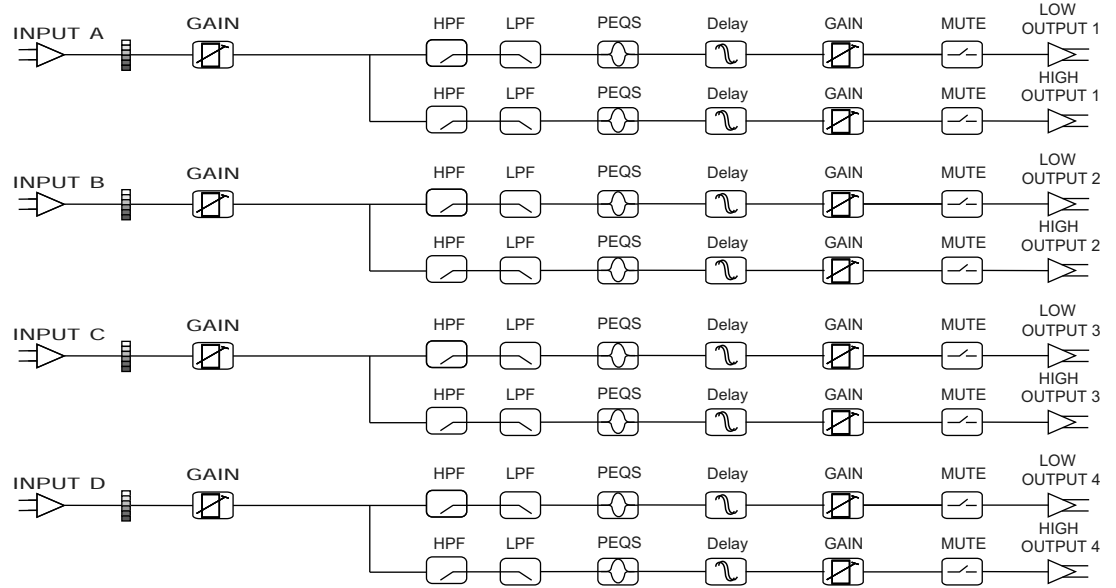 INPUT A GAIN HPF LPF PEQS Delay GAIN MUTE LOW
OUTPUT 1
HPF LPF PEQS Delay GAIN MUTE HIGH
OUTPUT 1
INPUT B GAIN HPF LPF PEQS Delay GAIN MUTE LOW
OUTPUT 2
HPF LPF PEQS Delay GAIN MUTE HIGH
OUTPUT 2
INPUT C GAIN HPF LPF PEQS Delay GAIN MUTE LOW
OUTPUT 3
HPF LPF PEQS Delay GAIN MUTE HIGH
OUTPUT 3
INPUT D GAIN HPF LPF PEQS Delay GAIN MUTE LOW
OUTPUT 4
HPF LPF PEQS Delay GAIN MUTE HIGH
OUTPUT 4